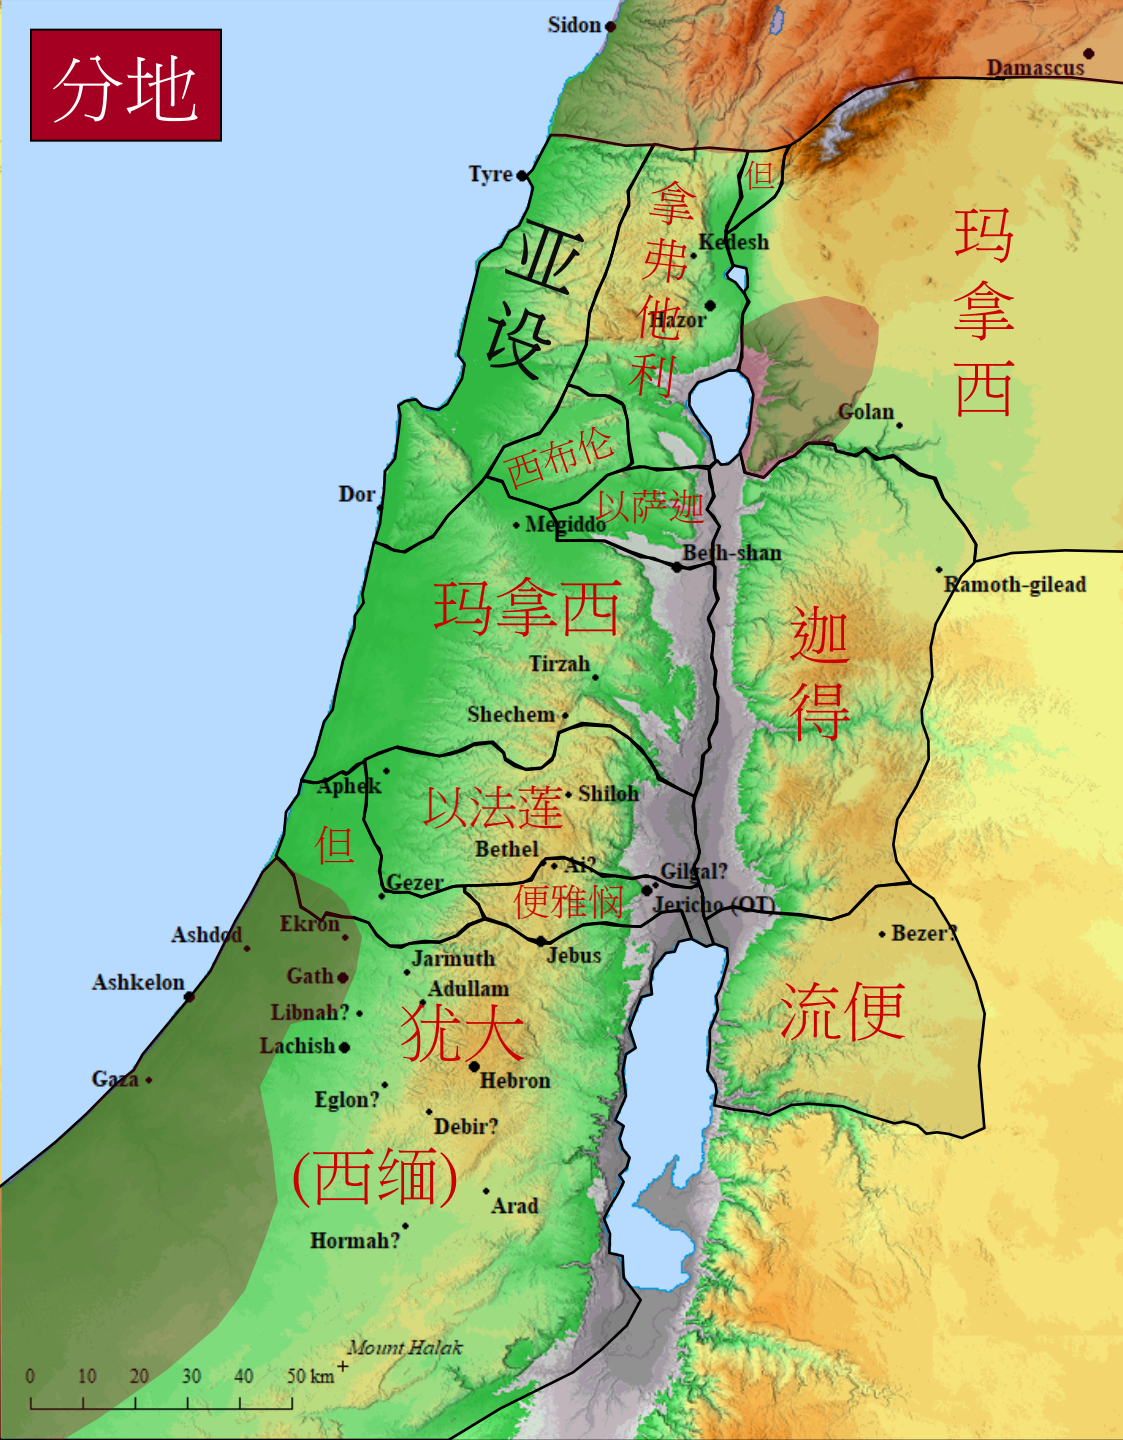 分地
Sidon
Damascus
Tyre
但
拿弗他利
Kedesh
玛拿西
亚设
Hazor
Golan
西布伦
以萨迦
Dor
Megiddo
Beth-shan
Ramoth-gilead
玛拿西
迦得
Tirzah
Shechem
Aphek
以法莲
Shiloh
但
Bethel
Ai?
Gilgal?
Gezer
便雅悯
Jericho (OT)
Ekron
Ashdod
Bezer?
Jarmuth
Jebus
Gath
Ashkelon
Adullam
Libnah?
流便
犹大
Lachish
Gaza
Hebron
Eglon?
Debir?
(西缅)
Arad
Hormah?
Mount Halak
0 10 20 30 40 50 km